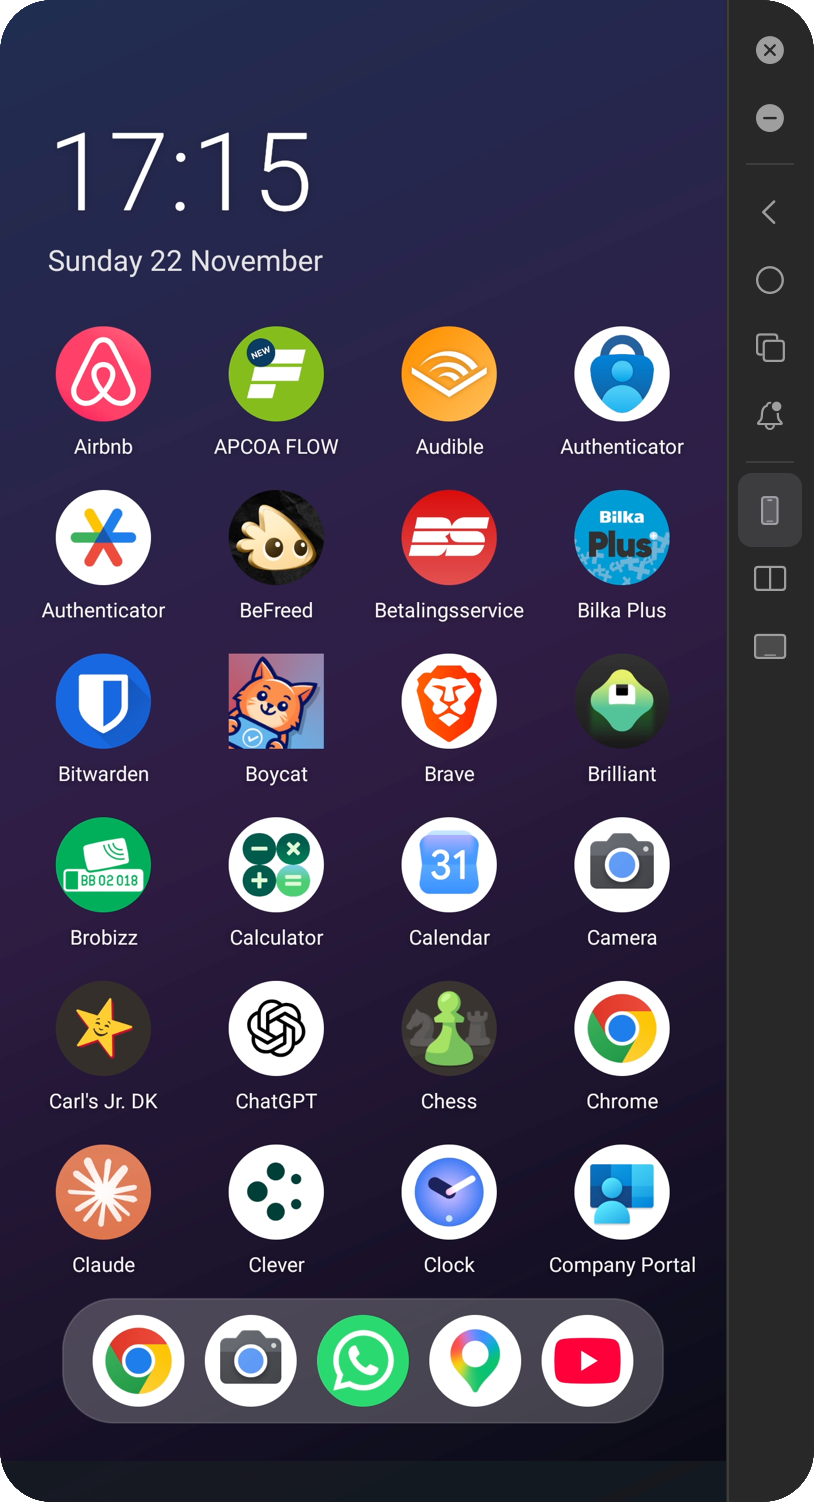 17:15
Sunday 22 November
NEW
Airbnb
APCOA FLOW
Audible
Authenticator
BS
Bilka
Plus
Authenticator
BeFreed
Betalingsservice
Bilka Plus
Bitwarden
Boycat
Brave
Brilliant
BB 02 018
31
Brobizz
Calculator
Calendar
Camera
Carl's Jr. DK
ChatGPT
Chess
Chrome
Claude
Clever
Clock
Company Portal